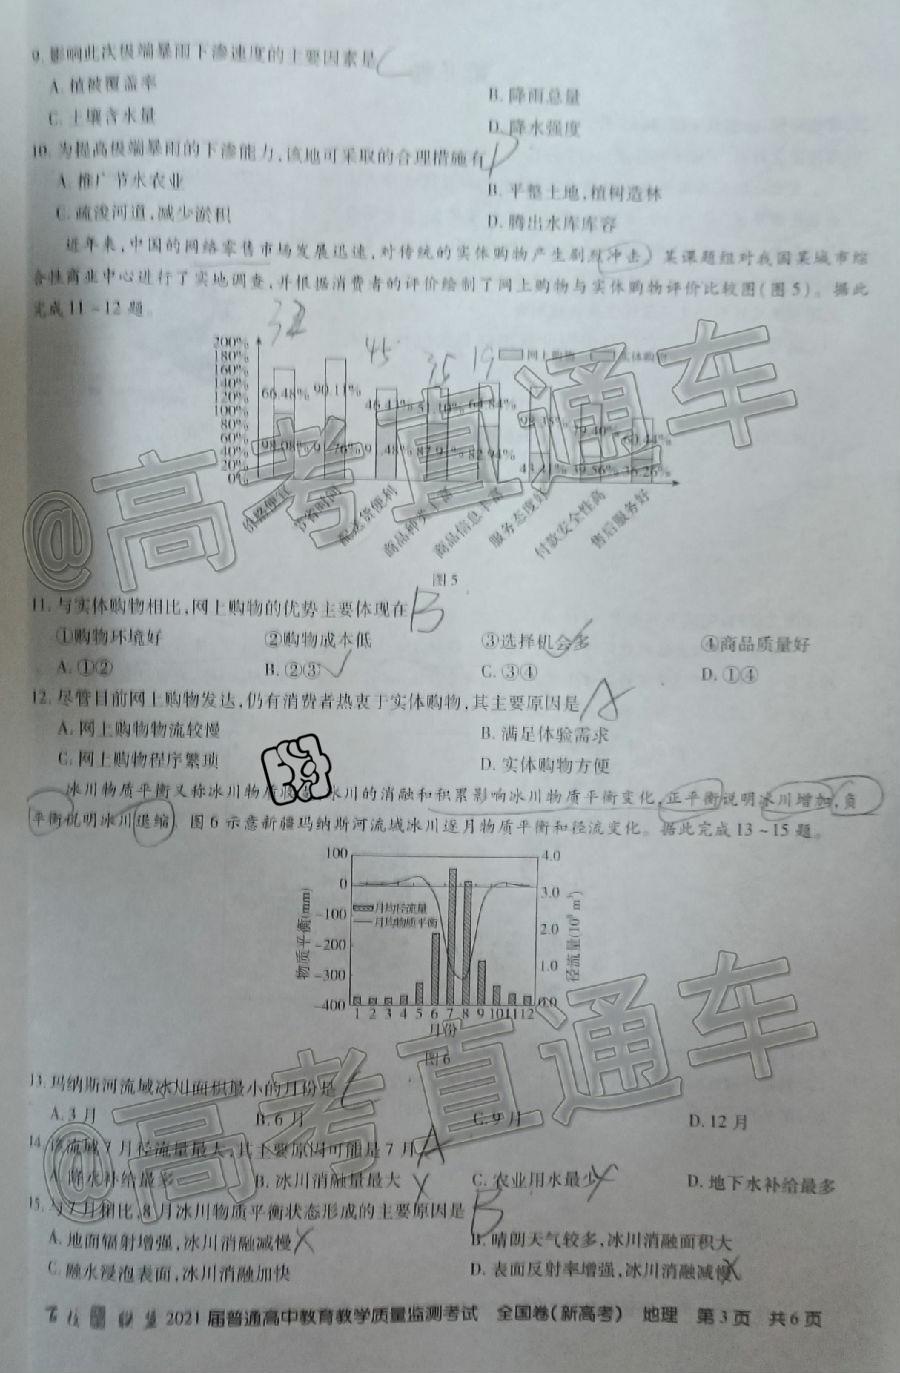 9. 影响此次极端暴雨下渗速度的主要因素是 C
A. 植被覆盖率
B. 降雨总量
C. 土壤含水量
D. 降水强度
10. 为提高极端暴雨的下渗能力,该地可采取的合理措施有
A. 推广节水农业
B. 平整土地,植树造林
C. 疏浚河道,减少淤积
D. 腾出水库库容
近年来,中国的网络零售市场发展迅速,对传统的实体购物产生剧烈冲击。某课题组对我国某城市综
合性商业中心进行了实地调查,并根据消费者的评价绘制了网上购物与实体购物评价比较图(图5)。据此
完成11~12题。
32
45
35
19
网上购物 实体购物
200%
180%
160%
140%
120%
100%
80%
60%
40%
20%
0%
66.48% 90.11%
46.43% 51.10% 64.84%
98.35% 79.40% 60.44%
98.08% 91.76% 91.48% 87.91% 82.94%
39.56% 36.26%
价格便宜
节省时间
配送货便利
商品种类丰富
商品信息丰富
服务态度好
付款安全性高
售后服务好
图5
11. 与实体购物相比,网上购物的优势主要体现在 B
①购物环境好 ②购物成本低 ③选择机会多 ④商品质量好
A. ①② B. ②③ C. ③④ D. ①④
12. 尽管目前网上购物发达,仍有消费者热衷于实体购物,其主要原因是 A
A. 网上购物物流较慢
B. 满足体验需求
C. 网上购物程序繁琐
D. 实体购物方便
冰川物质平衡又称冰川物质 冰川的消融和积累影响冰川物质平衡变化,正平衡说明冰川增加,负
平衡说明冰川退缩。图6示意新疆玛纳斯河流域冰川逐月物质平衡和径流变化。据此完成13~15题。
100
0
-100
-200
-300
-400
物质平衡(mm)
月均径流量
月均物质平衡
4.0
3.0
2.0
1.0
0.0
径流量(10⁸ m)
1 2 3 4 5 6 7 8 9 10 11 12
月份
图6
13. 玛纳斯河流域冰川面积最小的月份是 C
A. 3月 B. 6月 C. 9月 D. 12月
14. 该流域7月径流量最大,其主要原因可能是7月 A
A. 降水补给最多 B. 冰川消融量最大 C. 农业用水最少 D. 地下水补给最多
15. 与7月相比,8月冰川物质平衡状态形成的主要原因是 B
A. 地面辐射增强,冰川消融减慢
B. 晴朗天气较多,冰川消融面积大
C. 融水浸泡表面,冰川消融加快
D. 表面反射率增强,冰川消融减慢
2021届普通高中教育教学质量监测考试 全国卷(新高考) 地理 第3页 共6页
@高考直通车
@高考直通车